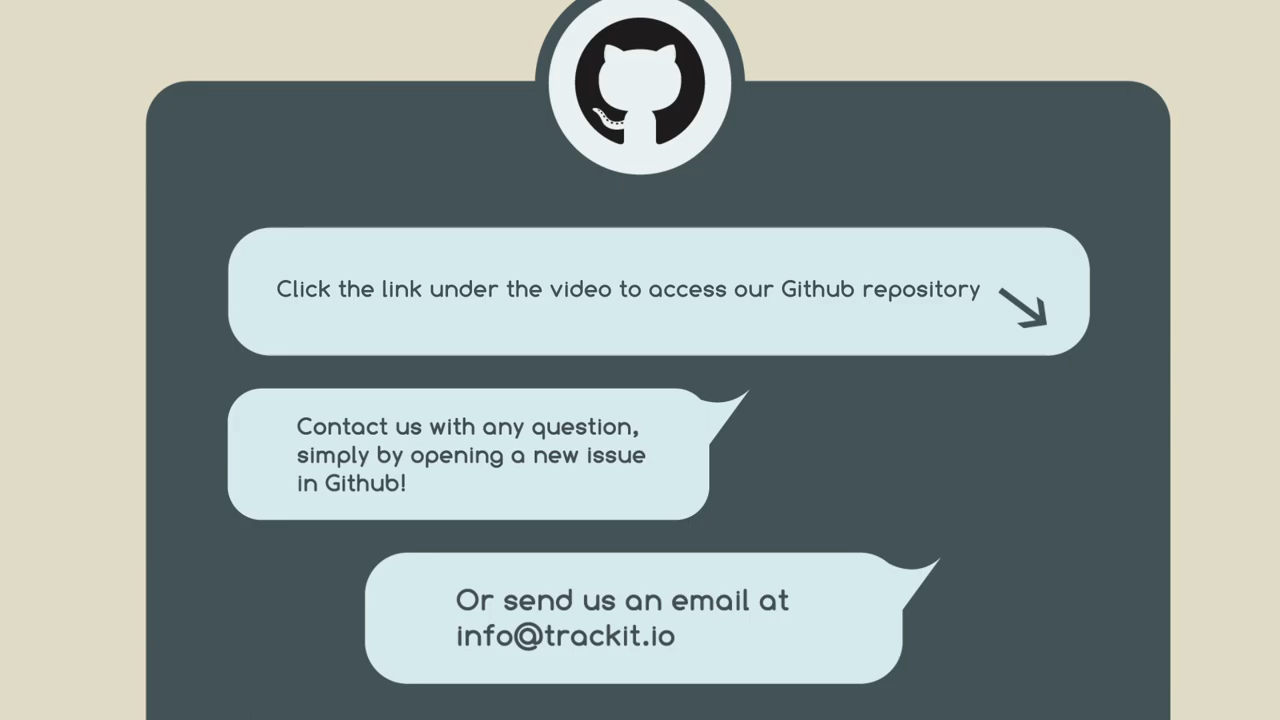 Click the link under the video to access our Github repository
Contact us with any question,
simply by opening a new issue
in Github!
Or send us an email at
info@trackit.io